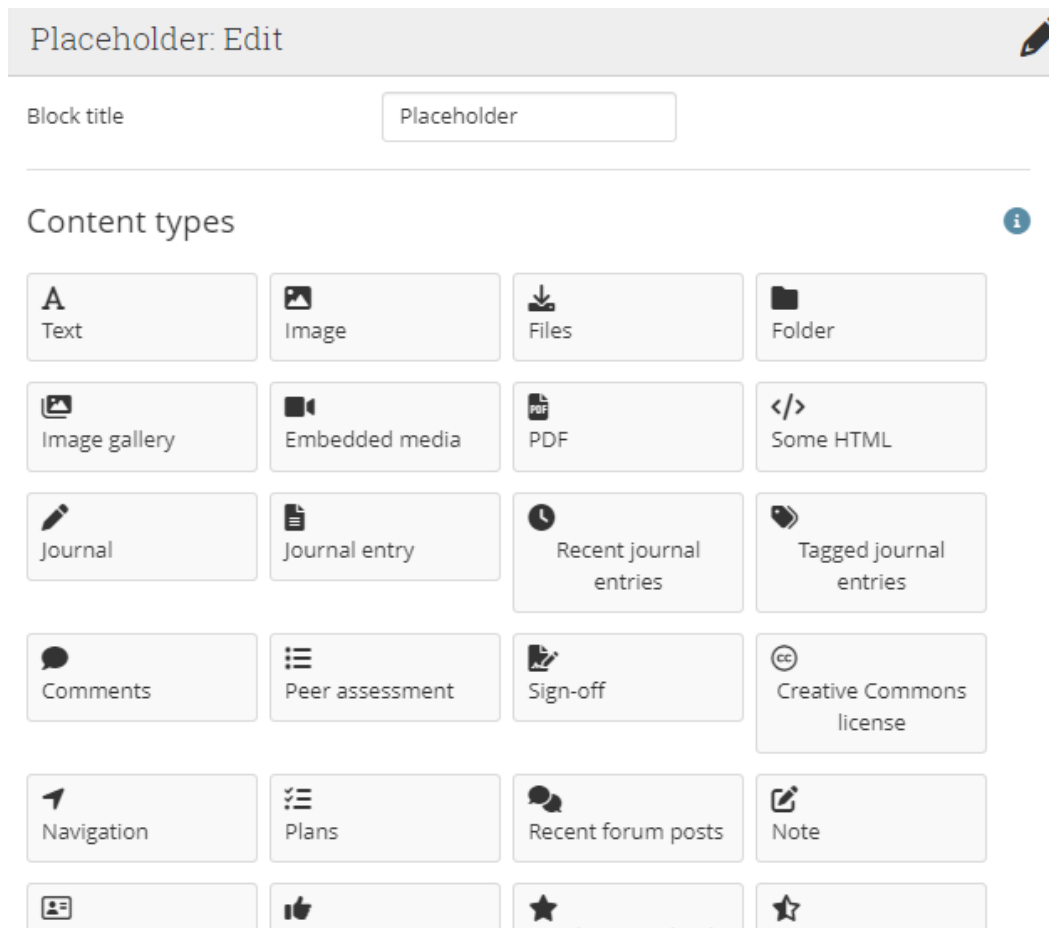 Placeholder: Edit
Block title
Placeholder
Content types
Text
Image
Files
Folder
Image gallery
Embedded media
PDF
Some HTML
Journal
Journal entry
Recent journal
entries
Tagged journal
entries
Comments
Peer assessment
Sign-off
Creative Commons
license
Navigation
Plans
Recent forum posts
Note